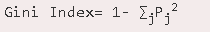 Gini Index= 1- ∑jPj²